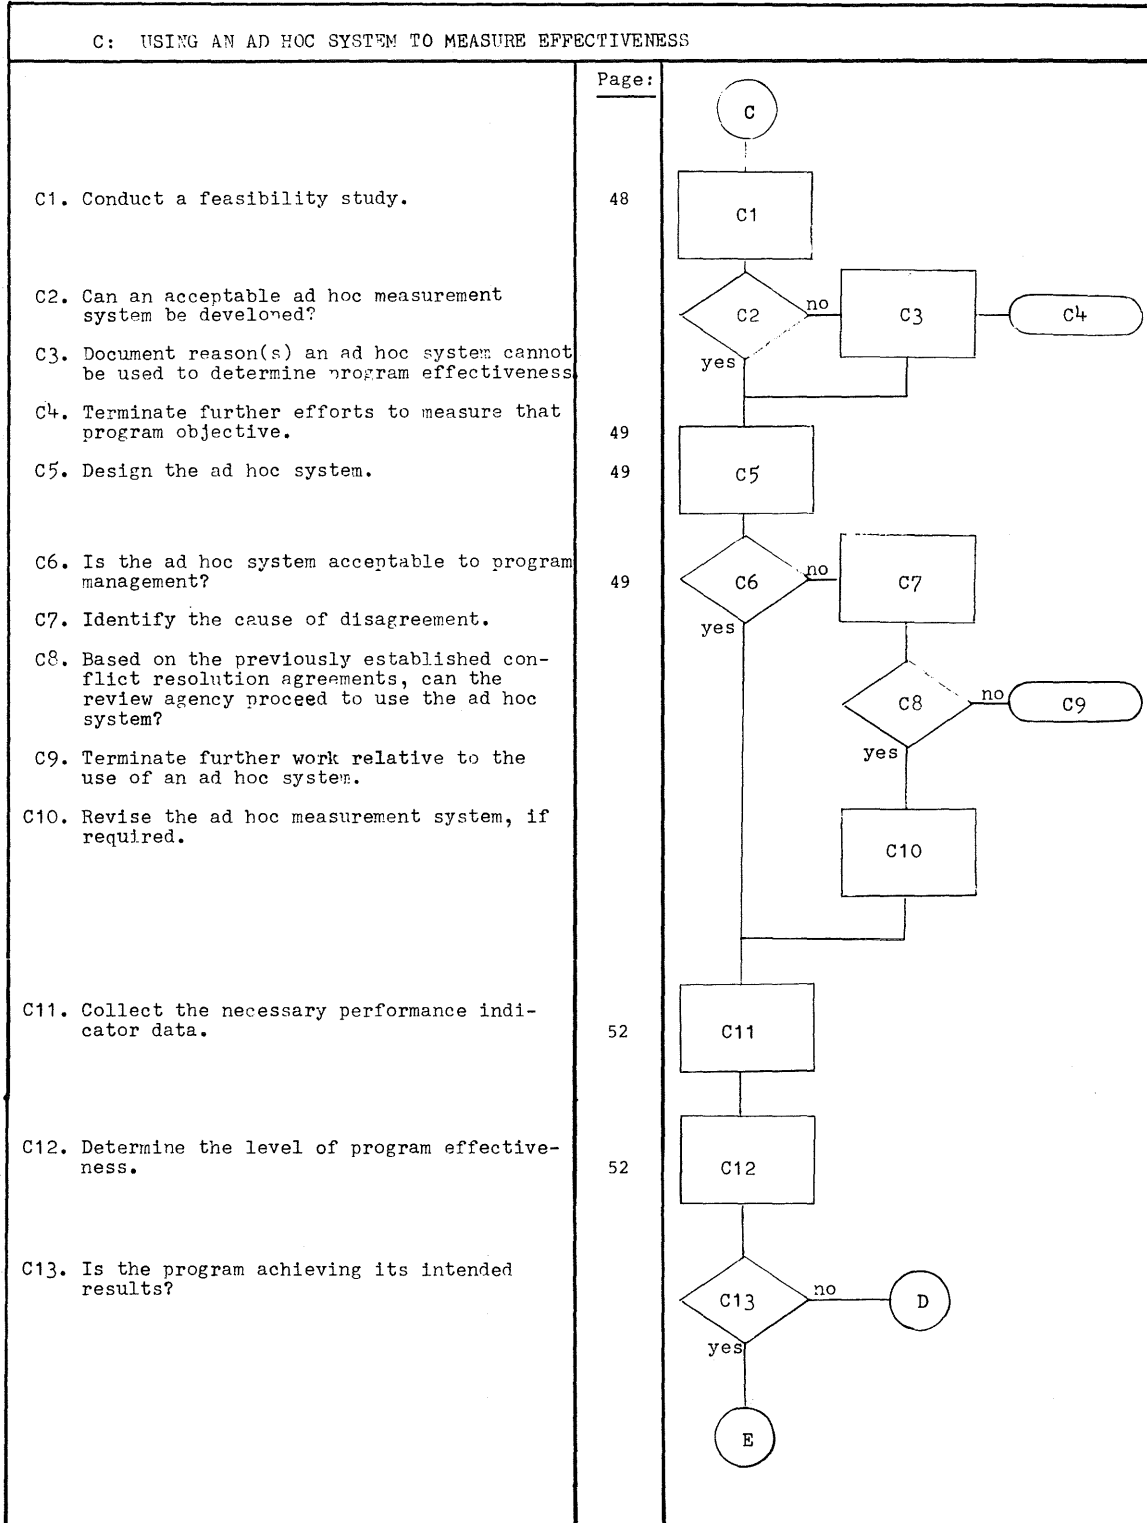 C: USING AN AD HOC SYSTEM TO MEASURE EFFECTIVENESS
Page:
C1. Conduct a feasibility study.
48
C2. Can an acceptable ad hoc measurement
system be developed?
C3. Document reason(s) an ad hoc system cannot
be used to determine program effectiveness
C4. Terminate further efforts to measure that
program objective.
49
C5. Design the ad hoc system.
49
C6. Is the ad hoc system acceptable to program
management?
49
C7. Identify the cause of disagreement.
C8. Based on the previously established con-
flict resolution agreements, can the
review agency proceed to use the ad hoc
system?
C9. Terminate further work relative to the
use of an ad hoc system.
C10. Revise the ad hoc measurement system, if
required.
C11. Collect the necessary performance indi-
cator data.
52
C12. Determine the level of program effective-
ness.
52
C13. Is the program achieving its intended
results?
C
C1
C2
no
C3
C4
yes
C5
C6
no
C7
yes
C8
no
C9
yes
C10
C11
C12
C13
no
D
yes
E